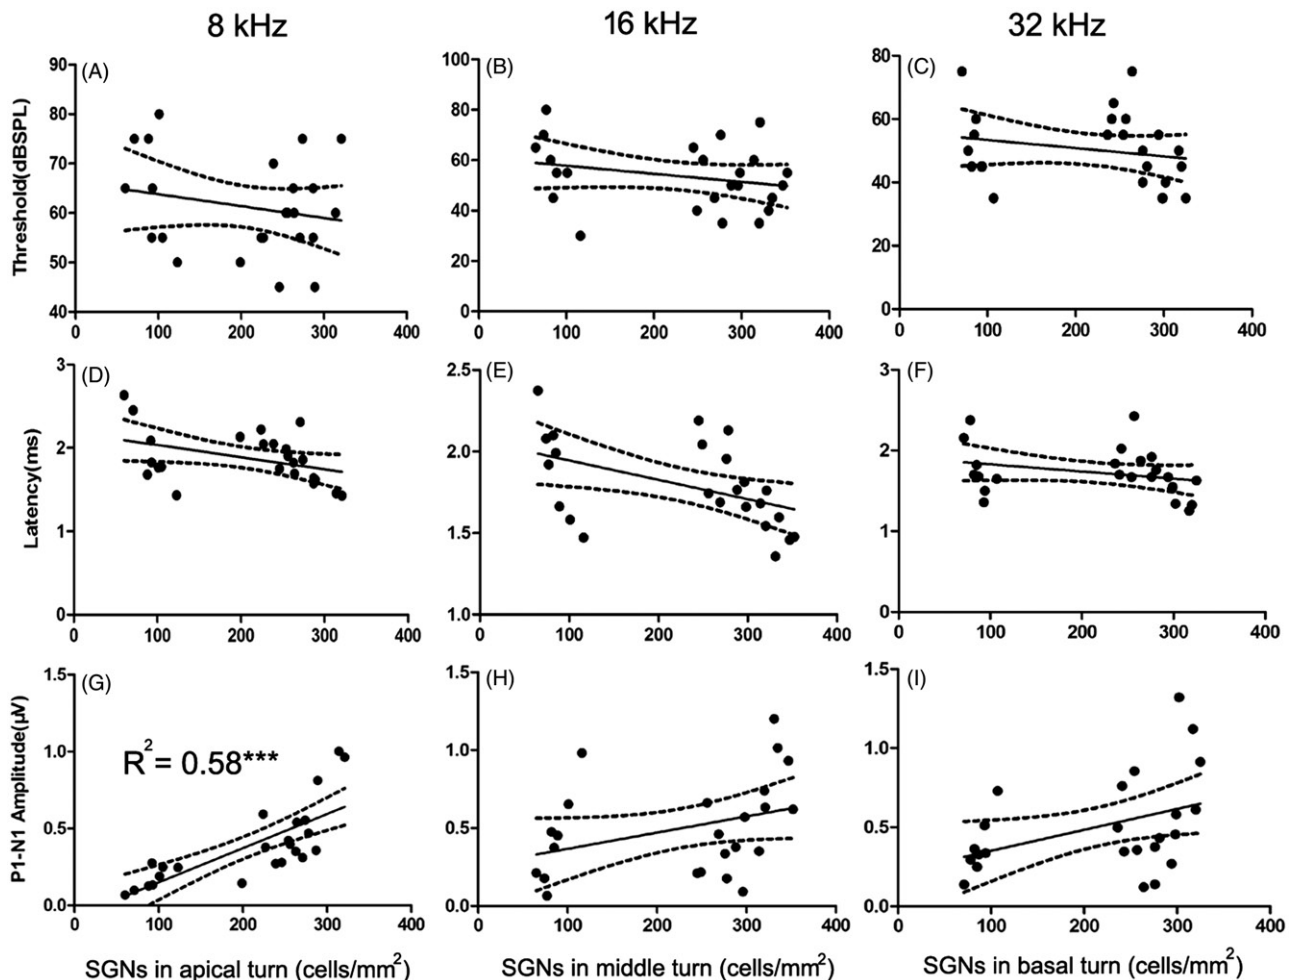 8 kHz 16 kHz 32 kHz
(A) (B) (C)
Threshold(dBSPL)
90 80 70 60 50 40
100 80 60 40 20 0
80 60 40 20 0
0 100 200 300 400
0 100 200 300 400
0 100 200 300 400
(D) (E) (F)
Latency(ms)
3 2 1 0
2.5 2.0 1.5 1.0
3 2 1 0
0 100 200 300 400
0 100 200 300 400
0 100 200 300 400
(G) (H) (I)
P1-N1 Amplitude(µV)
1.5 1.0 0.5 0.0
R² = 0.58***
1.5 1.0 0.5 0.0
1.5 1.0 0.5 0.0
0 100 200 300 400
0 100 200 300 400
0 100 200 300 400
SGNs in apical turn (cells/mm²)
SGNs in middle turn (cells/mm²)
SGNs in basal turn (cells/mm²)